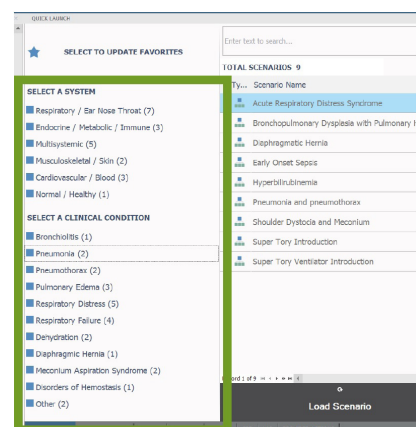 QUICK LAUNCH
SELECT TO UPDATE FAVORITES
Enter text to search...
TOTAL SCENARIOS 9
Ty... Scenario Name
Acute Respiratory Distress Syndrome
Bronchopulmonary Dysplasia with Pulmonary H
Diaphragmatic Hernia
Early Onset Sepsis
Hyperbilirubinemia
Pneumonia and pneumothorax
Shoulder Dystocia and Meconium
Super Tory Introduction
Super Tory Ventilator Introduction
SELECT A SYSTEM
Respiratory / Ear Nose Throat (7)
Endocrine / Metabolic / Immune (3)
Multisystemic (5)
Musculoskeletal / Skin (2)
Cardiovascular / Blood (3)
Normal / Healthy (1)
SELECT A CLINICAL CONDITION
Bronchiolitis (1)
Pneumonia (2)
Pneumothorax (2)
Pulmonary Edema (3)
Respiratory Distress (5)
Respiratory Failure (4)
Dehydration (2)
Diaphragmic Hernia (1)
Meconium Aspiration Syndrome (2)
Disorders of Hemostasis (1)
Other (2)
ord 1 of 9
Load Scenario